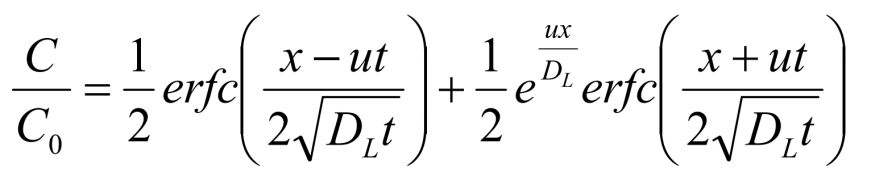 C/C₀ = 1/2 erfc((x − ut)/(2√(D_L t))) + 1/2 e^(ux/D_L) erfc((x + ut)/(2√(D_L t)))